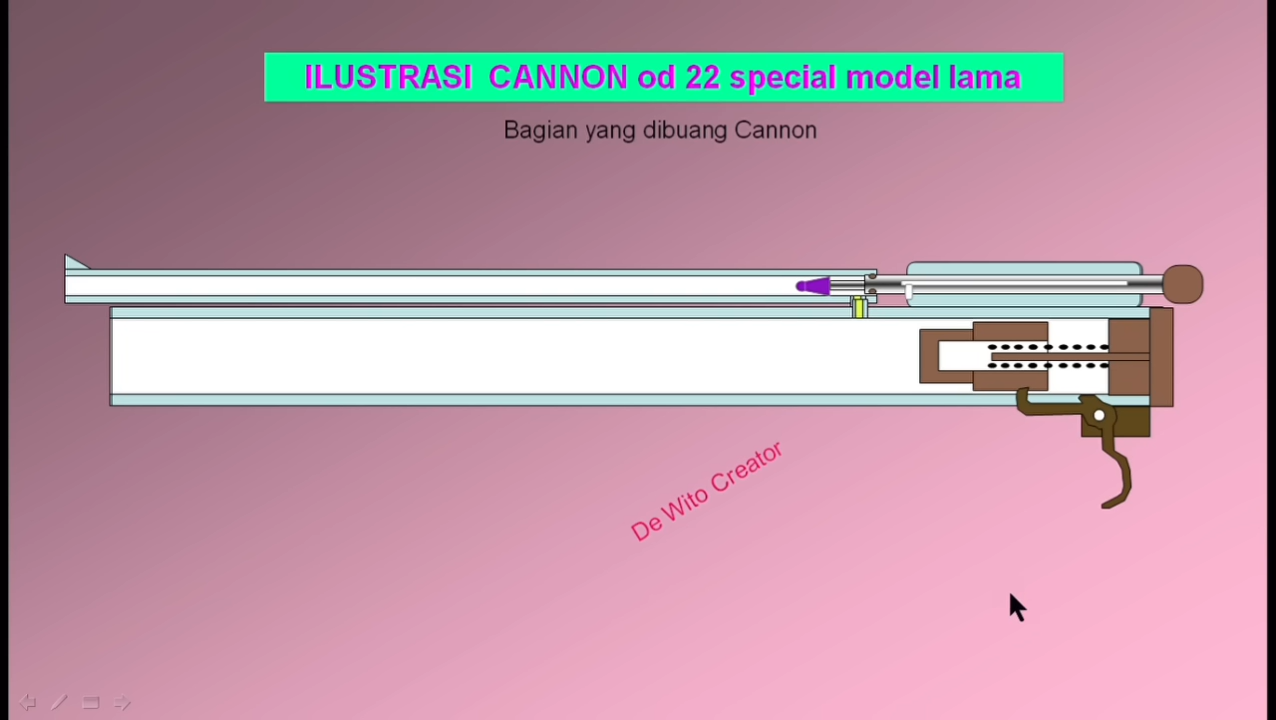 ILUSTRASI CANNON od 22 special model lama
Bagian yang dibuang Cannon
De Wito Creator